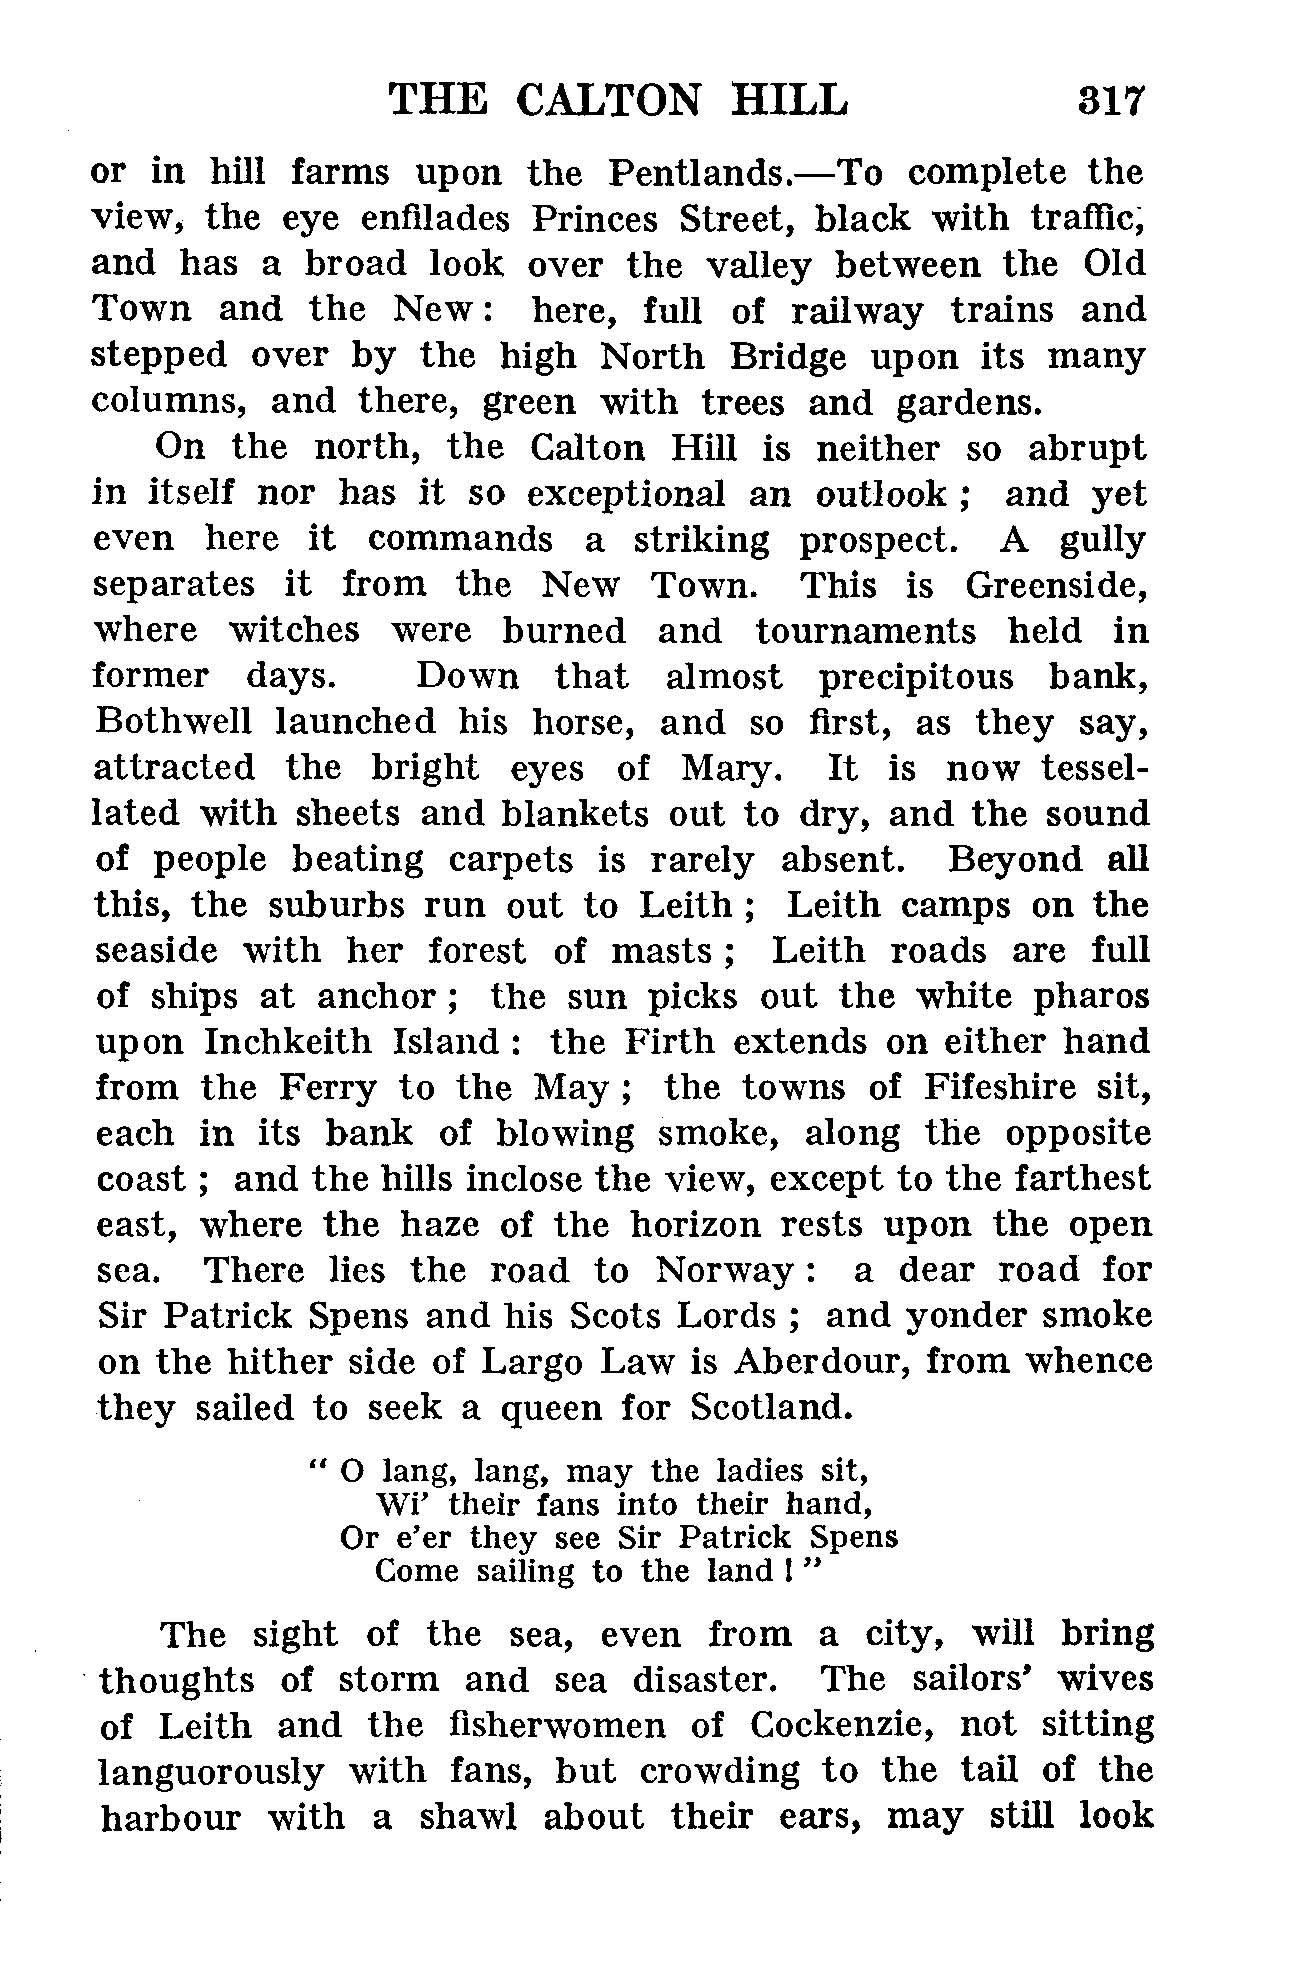 THE CALTON HILL 317
or in hill farms upon the Pentlands.—To complete the
view, the eye enfilades Princes Street, black with traffic,
and has a broad look over the valley between the Old
Town and the New: here, full of railway trains and
stepped over by the high North Bridge upon its many
columns, and there, green with trees and gardens.
On the north, the Calton Hill is neither so abrupt
in itself nor has it so exceptional an outlook ; and yet
even here it commands a striking prospect. A gully
separates it from the New Town. This is Greenside,
where witches were burned and tournaments held in
former days. Down that almost precipitous bank,
Bothwell launched his horse, and so first, as they say,
attracted the bright eyes of Mary. It is now tessel-
lated with sheets and blankets out to dry, and the sound
of people beating carpets is rarely absent. Beyond all
this, the suburbs run out to Leith ; Leith camps on the
seaside with her forest of masts ; Leith roads are full
of ships at anchor ; the sun picks out the white pharos
upon Inchkeith Island : the Firth extends on either hand
from the Ferry to the May ; the towns of Fifeshire sit,
each in its bank of blowing smoke, along the opposite
coast ; and the hills inclose the view, except to the farthest
east, where the haze of the horizon rests upon the open
sea. There lies the road to Norway : a dear road for
Sir Patrick Spens and his Scots Lords ; and yonder smoke
on the hither side of Largo Law is Aberdour, from whence
they sailed to seek a queen for Scotland.
" O lang, lang, may the ladies sit,
Wi' their fans into their hand,
Or e'er they see Sir Patrick Spens
Come sailing to the land ! "
The sight of the sea, even from a city, will bring
thoughts of storm and sea disaster. The sailors' wives
of Leith and the fisherwomen of Cockenzie, not sitting
languorously with fans, but crowding to the tail of the
harbour with a shawl about their ears, may still look